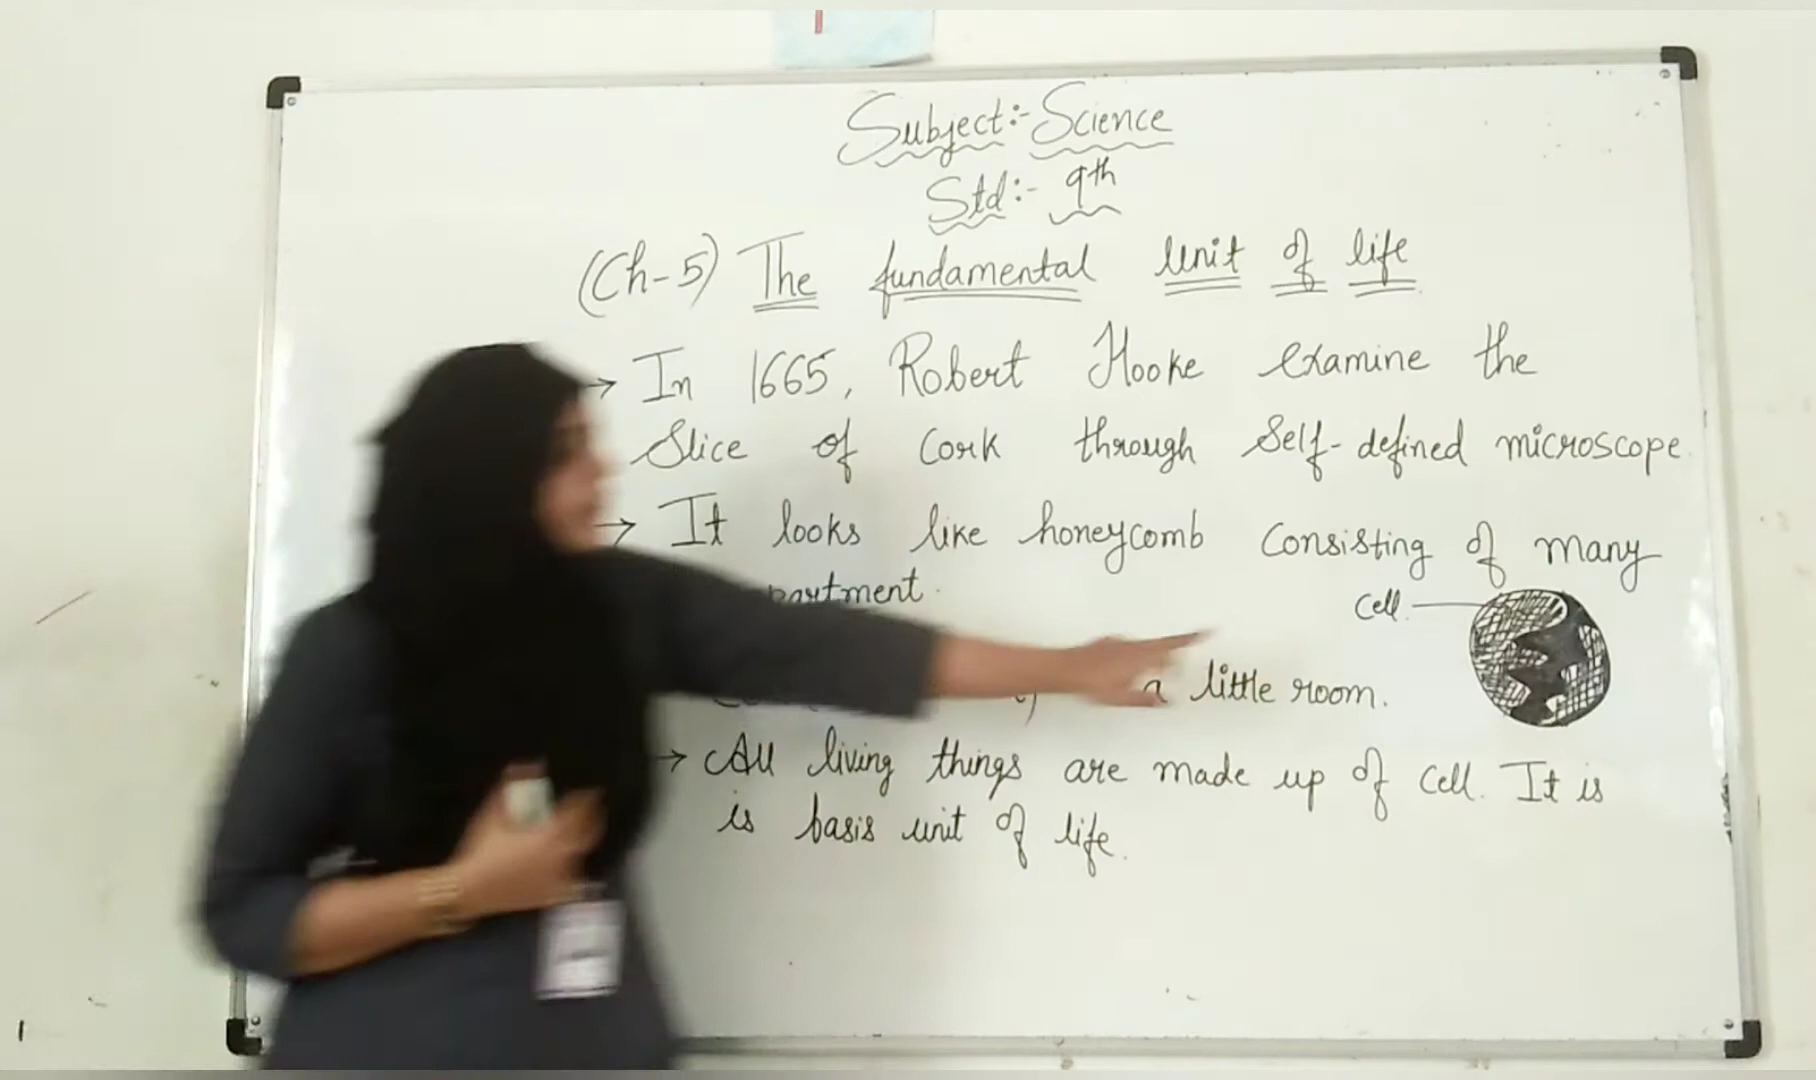 Subject:- Science
Std:- 9th
(Ch-5) The fundamental unit of life
→ In 1665, Robert Hooke examine the
Slice of Cork through Self-defined microscope
→ It looks like honeycomb Consisting of many
partment.
Cell.
a little room.
→ All living things are made up of Cell. It is
is basis unit of life.